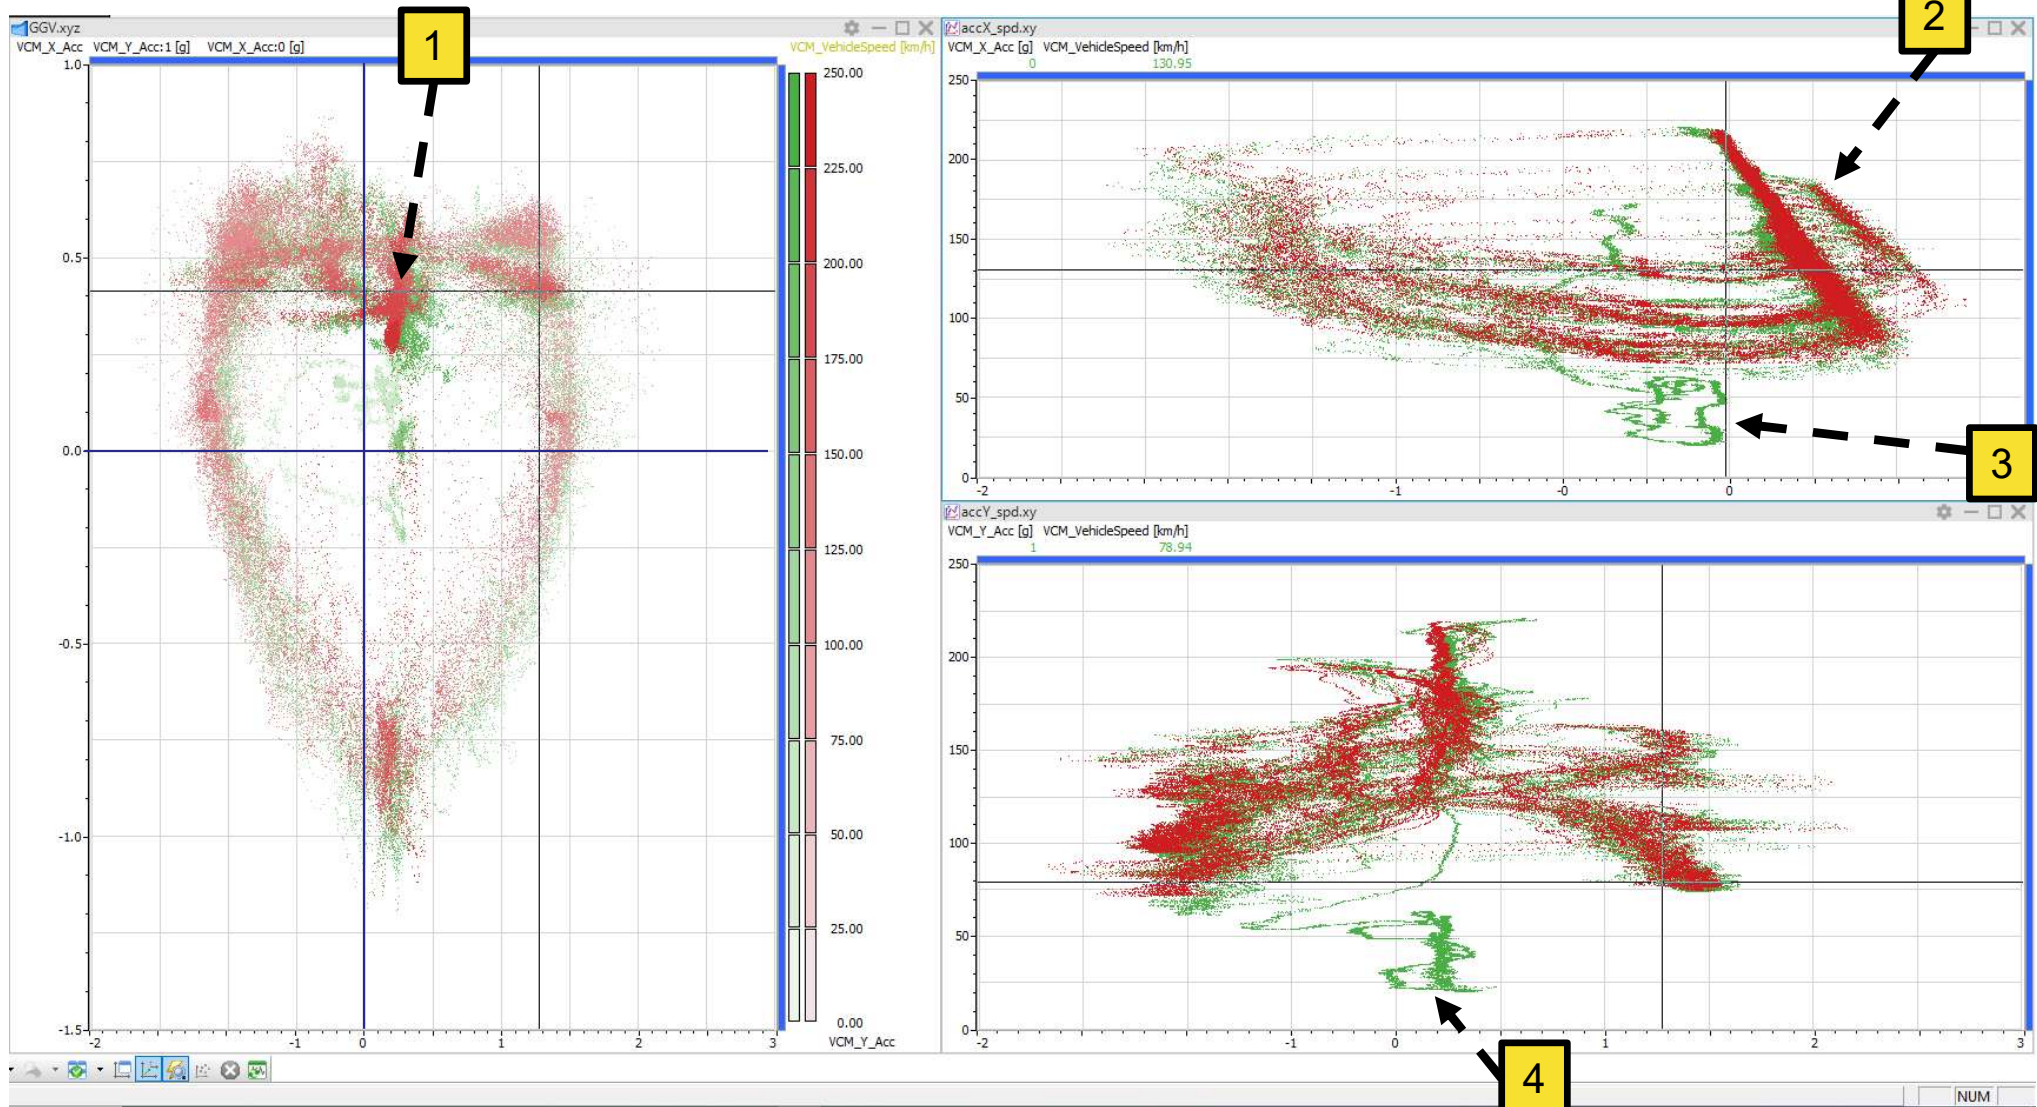 GGV.xyz
VCM_X_Acc VCM_Y_Acc:1 [g] VCM_X_Acc:0 [g]
VCM_VehicleSpeed [km/h]
1
1.0
0.5
0.0
-0.5
-1.0
-1.5
-2 -1 0 1 2 3
250.00
225.00
200.00
175.00
150.00
125.00
100.00
75.00
50.00
25.00
0.00
VCM_Y_Acc
accX_spd.xy
2
VCM_X_Acc [g] VCM_VehicleSpeed [km/h]
0 130.95
250
200
150
100
50
0
-2 -1 -0 0
3
accY_spd.xy
VCM_Y_Acc [g] VCM_VehicleSpeed [km/h]
1 78.94
250
200
150
100
50
0
-2 -1 0 1 2 3
4
NUM